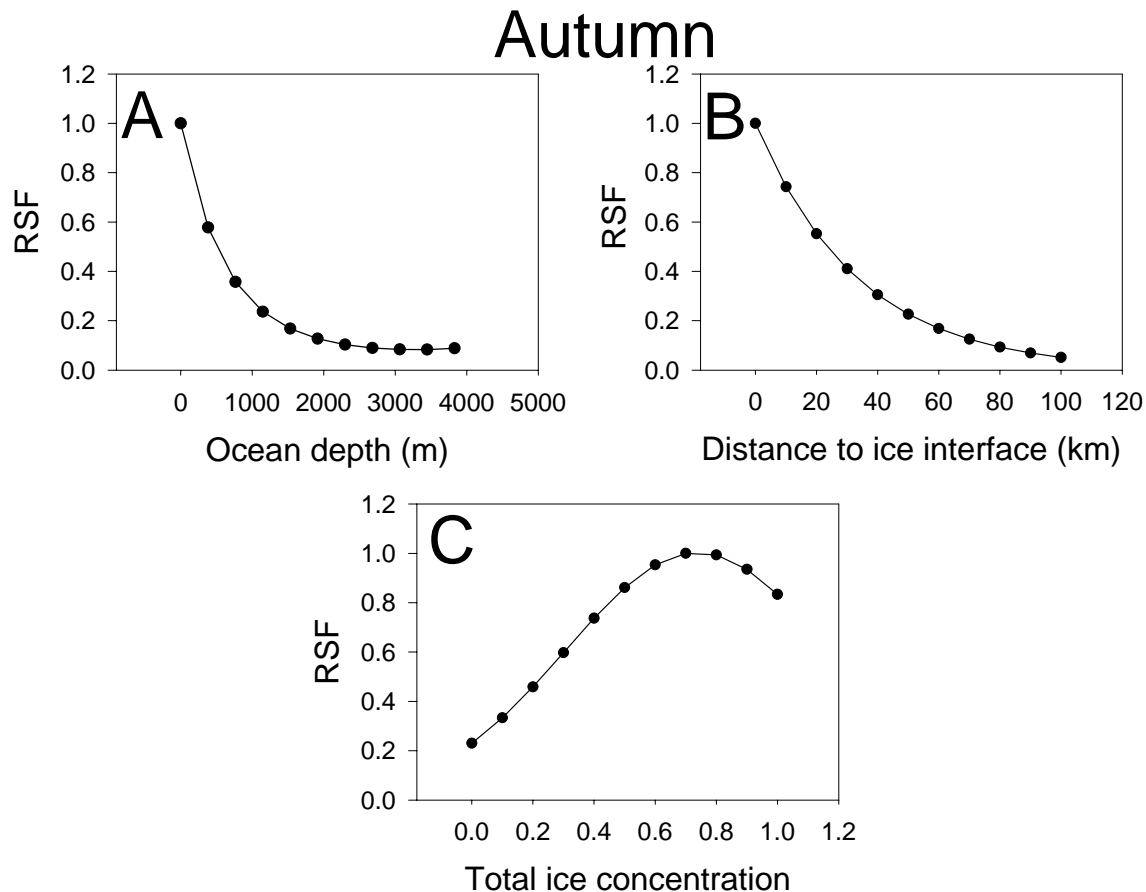 Autumn
A
1.2
1.0
0.8
0.6
0.4
0.2
0.0
RSF
0 1000 2000 3000 4000 5000
Ocean depth (m)
B
1.2
1.0
0.8
0.6
0.4
0.2
0.0
RSF
0 20 40 60 80 100 120
Distance to ice interface (km)
C
1.2
1.0
0.8
0.6
0.4
0.2
0.0
RSF
0.0 0.2 0.4 0.6 0.8 1.0 1.2
Total ice concentration